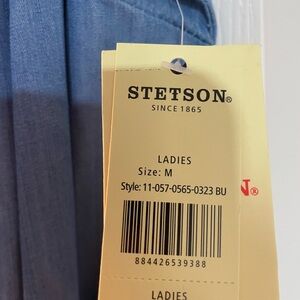 STETSON®
SINCE 1865
LADIES
Size: M
Style: 11-057-0565-0323 BU
884426539388
LADIES
N®